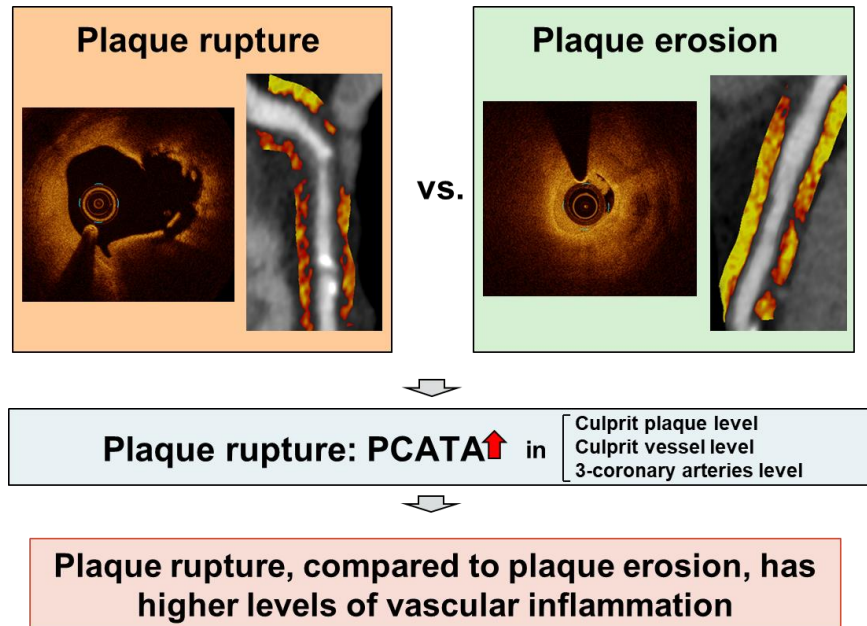 Plaque rupture
Plaque erosion
vs.
Plaque rupture: PCATA in
Culprit plaque level
Culprit vessel level
3-coronary arteries level
Plaque rupture, compared to plaque erosion, has
higher levels of vascular inflammation